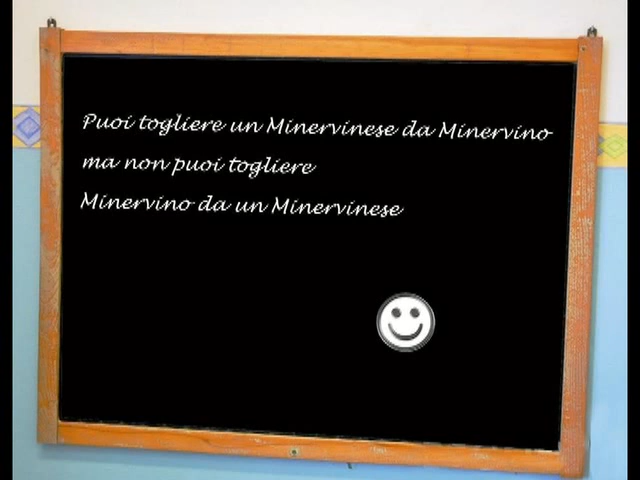 Puoi togliere un Minervinese da Minervino
ma non puoi togliere
Minervino da un Minervinese